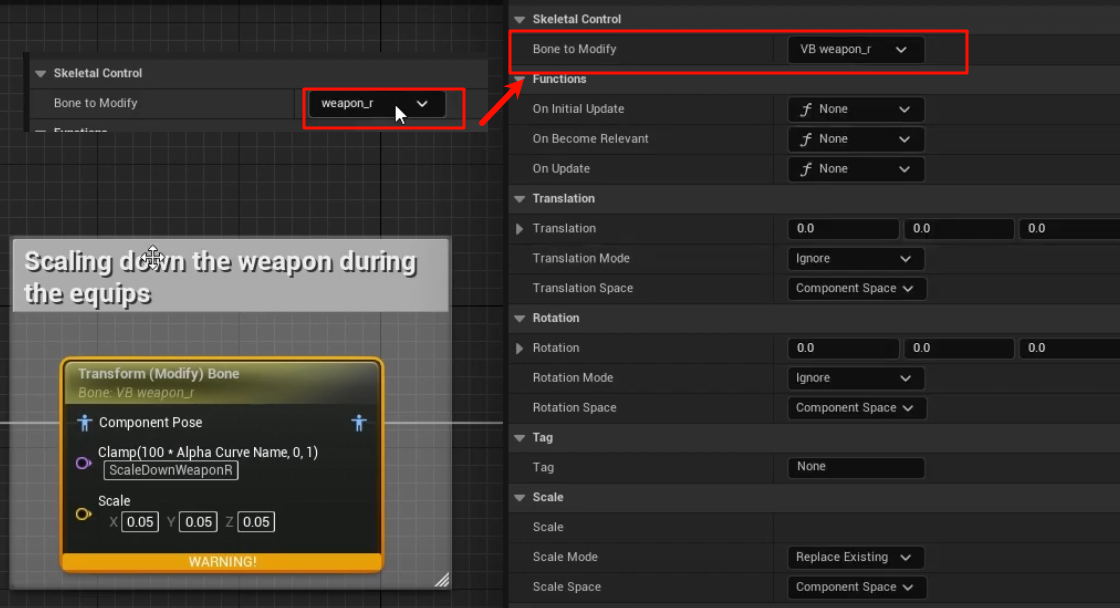 Skeletal Control
Bone to Modify weapon_r
Functions
Scaling down the weapon during
the equips
Transform (Modify) Bone
Bone: VB weapon_r
Component Pose
Clamp(100 * Alpha Curve Name, 0, 1)
ScaleDownWeaponR
Scale
X 0.05 Y 0.05 Z 0.05
WARNING!
Skeletal Control
Bone to Modify VB weapon_r
Functions
On Initial Update ƒ None
On Become Relevant ƒ None
On Update ƒ None
Translation
Translation 0.0 0.0 0.0
Translation Mode Ignore
Translation Space Component Space
Rotation
Rotation 0.0 0.0 0.0
Rotation Mode Ignore
Rotation Space Component Space
Tag
Tag None
Scale
Scale
Scale Mode Replace Existing
Scale Space Component Space